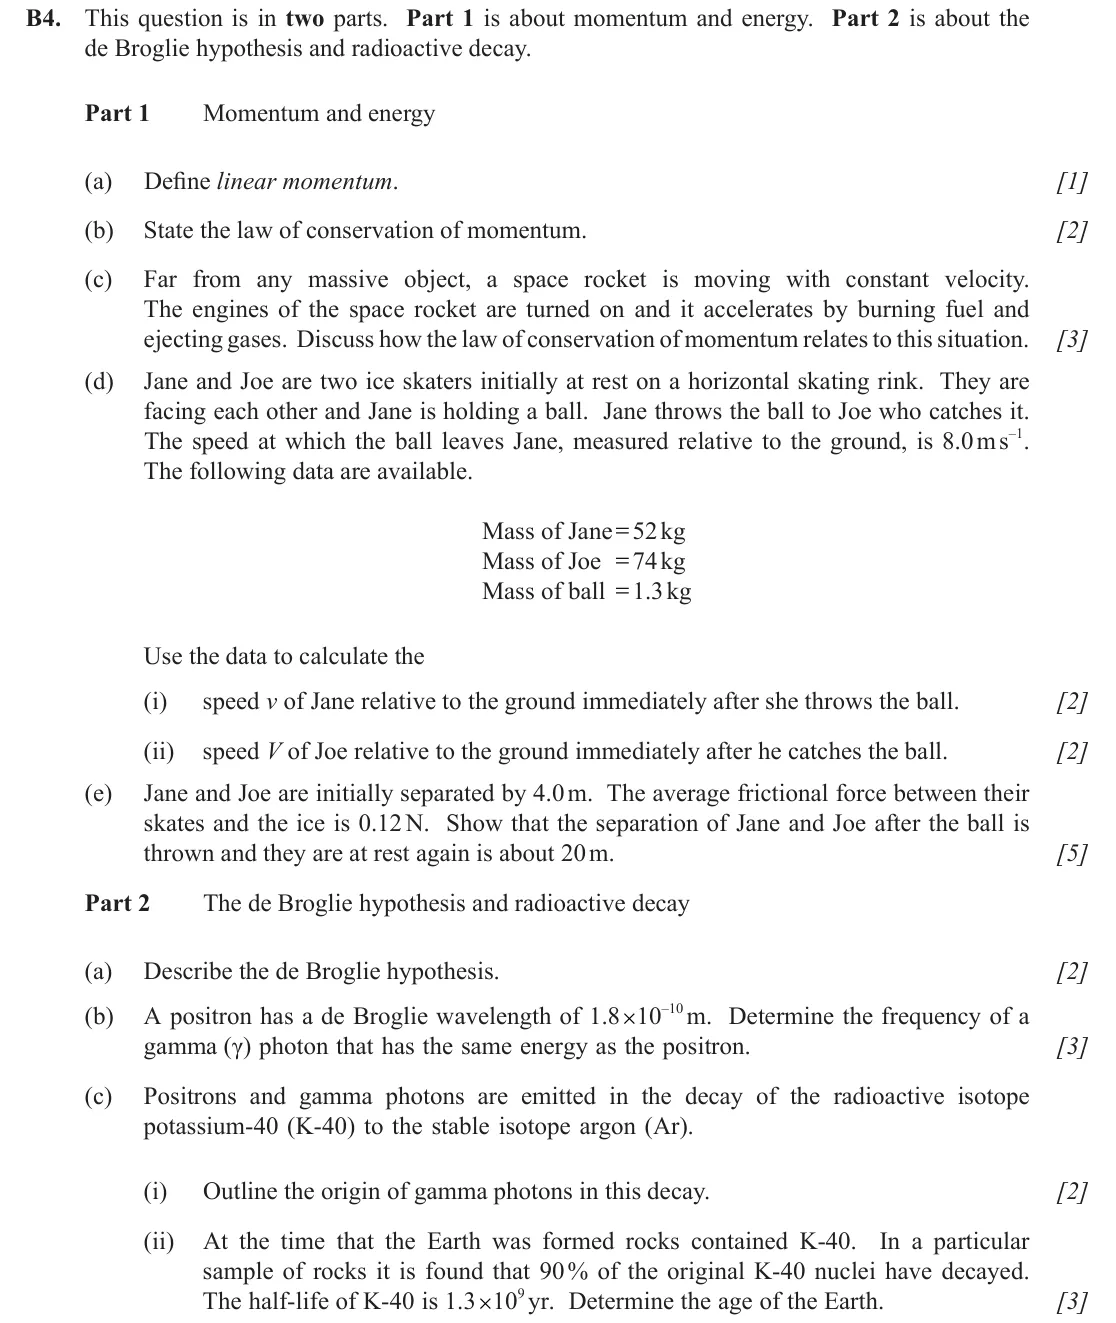 B4. This question is in two parts. Part 1 is about momentum and energy. Part 2 is about the
de Broglie hypothesis and radioactive decay.
Part 1 Momentum and energy
(a) Define linear momentum. [1]
(b) State the law of conservation of momentum. [2]
(c) Far from any massive object, a space rocket is moving with constant velocity.
The engines of the space rocket are turned on and it accelerates by burning fuel and
ejecting gases. Discuss how the law of conservation of momentum relates to this situation. [3]
(d) Jane and Joe are two ice skaters initially at rest on a horizontal skating rink. They are
facing each other and Jane is holding a ball. Jane throws the ball to Joe who catches it.
The speed at which the ball leaves Jane, measured relative to the ground, is 8.0 m s⁻¹.
The following data are available.
Mass of Jane = 52 kg
Mass of Joe = 74 kg
Mass of ball = 1.3 kg
Use the data to calculate the
(i) speed v of Jane relative to the ground immediately after she throws the ball. [2]
(ii) speed V of Joe relative to the ground immediately after he catches the ball. [2]
(e) Jane and Joe are initially separated by 4.0 m. The average frictional force between their
skates and the ice is 0.12 N. Show that the separation of Jane and Joe after the ball is
thrown and they are at rest again is about 20 m. [5]
Part 2 The de Broglie hypothesis and radioactive decay
(a) Describe the de Broglie hypothesis. [2]
(b) A positron has a de Broglie wavelength of 1.8×10⁻¹⁰ m. Determine the frequency of a
gamma (γ) photon that has the same energy as the positron. [3]
(c) Positrons and gamma photons are emitted in the decay of the radioactive isotope
potassium-40 (K-40) to the stable isotope argon (Ar).
(i) Outline the origin of gamma photons in this decay. [2]
(ii) At the time that the Earth was formed rocks contained K-40. In a particular
sample of rocks it is found that 90% of the original K-40 nuclei have decayed.
The half-life of K-40 is 1.3×10⁹ yr. Determine the age of the Earth. [3]